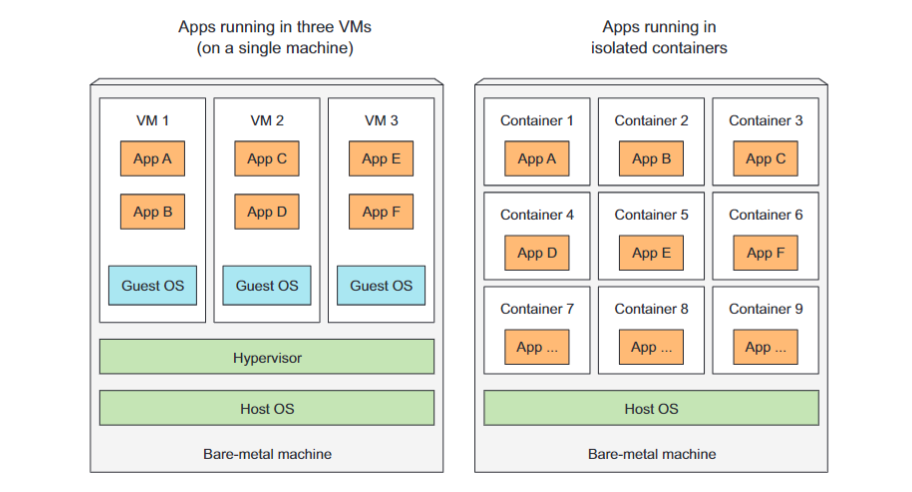 Apps running in three VMs
(on a single machine)
VM 1
VM 2
VM 3
App A
App C
App E
App B
App D
App F
Guest OS
Guest OS
Guest OS
Hypervisor
Host OS
Bare-metal machine
Apps running in
isolated containers
Container 1
Container 2
Container 3
App A
App B
App C
Container 4
Container 5
Container 6
App D
App E
App F
Container 7
Container 8
Container 9
App ...
App ...
App ...
Host OS
Bare-metal machine